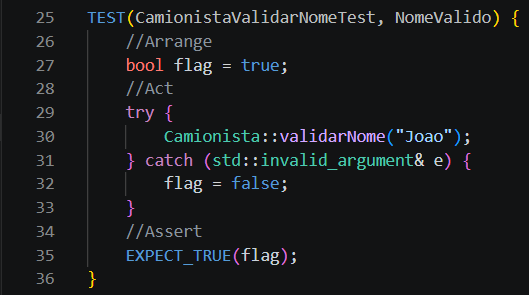 25 TEST(CamionistaValidarNomeTest, NomeValido) {
26     //Arrange
27     bool flag = true;
28     //Act
29     try {
30         Camionista::validarNome("Joao");
31     } catch (std::invalid_argument& e) {
32         flag = false;
33     }
34     //Assert
35     EXPECT_TRUE(flag);
36 }